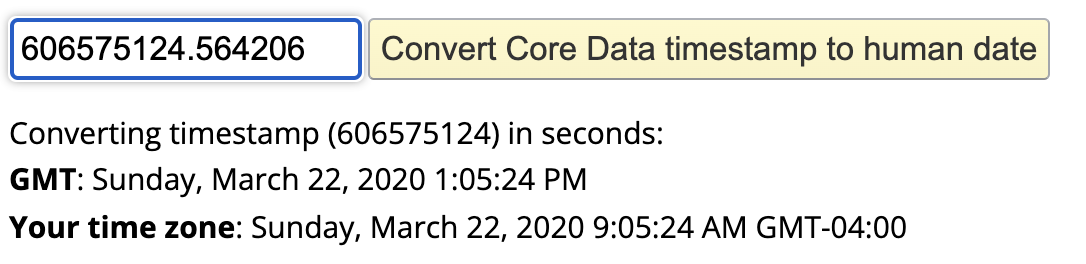 606575124.564206 Convert Core Data timestamp to human date
Converting timestamp (606575124) in seconds:
GMT: Sunday, March 22, 2020 1:05:24 PM
Your time zone: Sunday, March 22, 2020 9:05:24 AM GMT-04:00